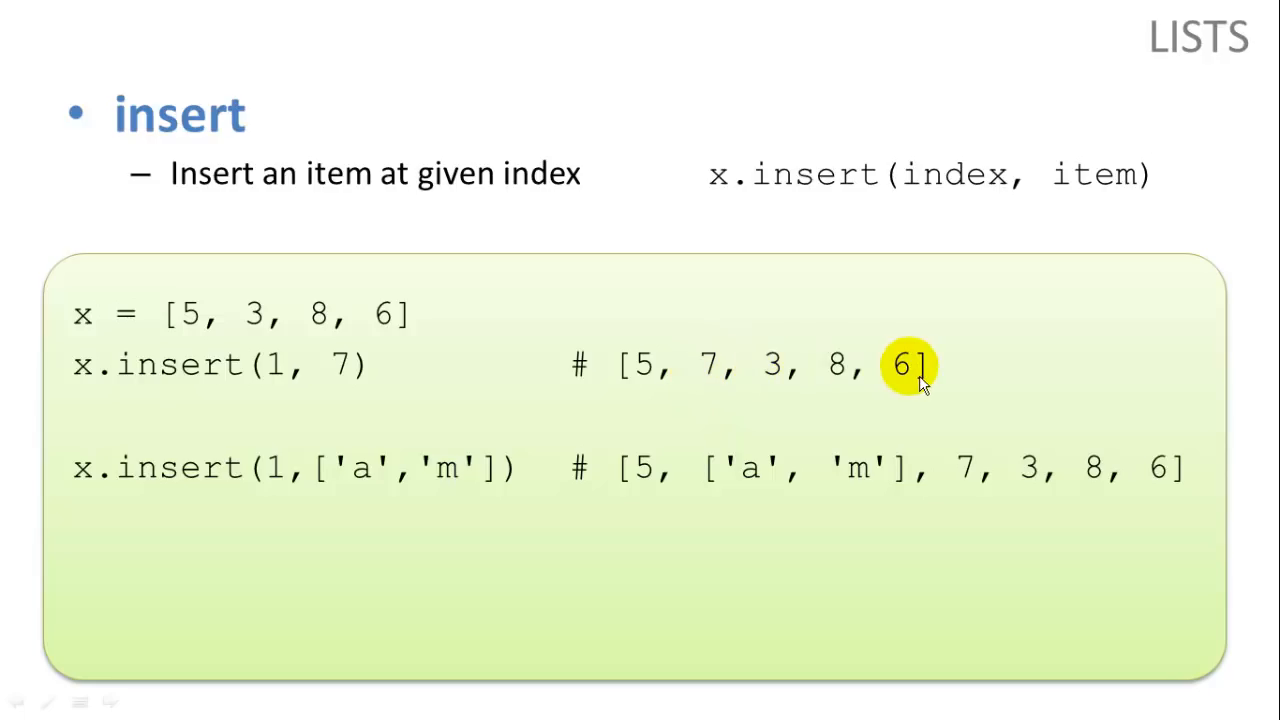 LISTS
• insert
– Insert an item at given index x.insert(index, item)
x = [5, 3, 8, 6]
x.insert(1, 7) # [5, 7, 3, 8, 6]
x.insert(1,['a','m']) # [5, ['a', 'm'], 7, 3, 8, 6]